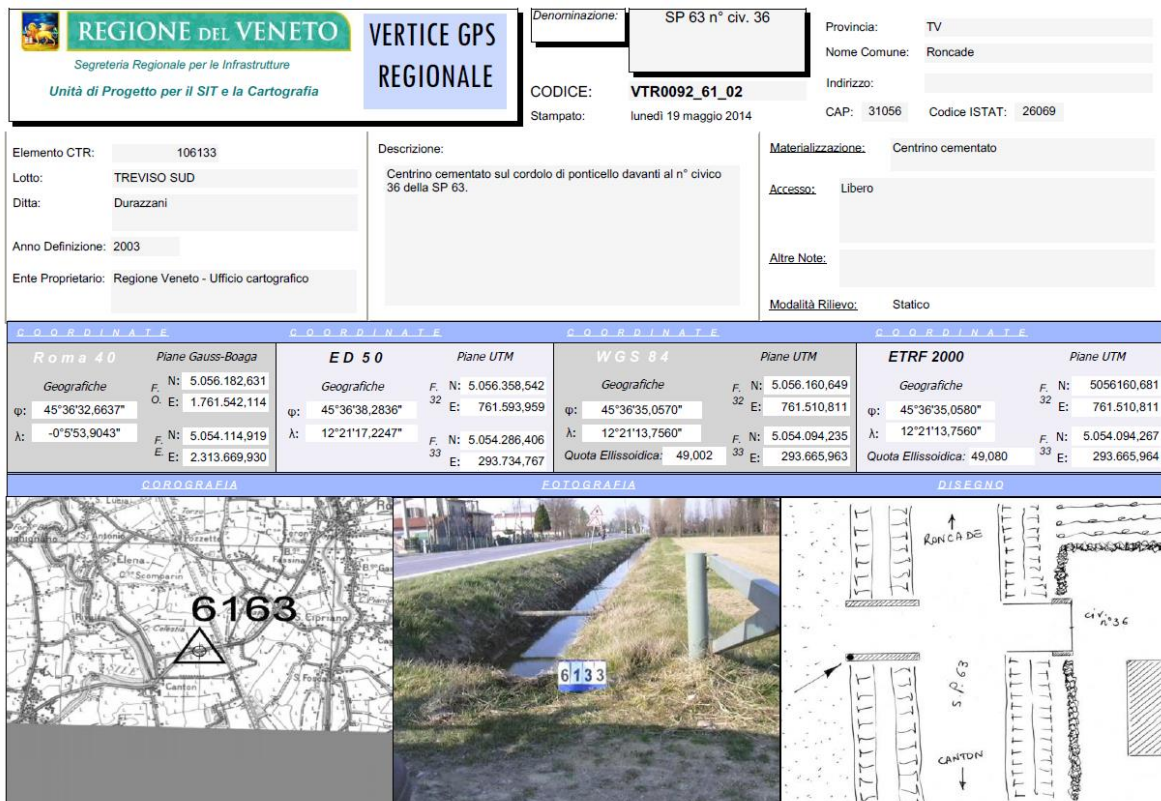 REGIONE DEL VENETO
Segreteria Regionale per le Infrastrutture
Unità di Progetto per il SIT e la Cartografia
VERTICE GPS
REGIONALE
Denominazione: SP 63 n° civ. 36
CODICE: VTR0092_61_02
Stampato: lunedì 19 maggio 2014
Provincia: TV
Nome Comune: Roncade
Indirizzo:
CAP: 31056 Codice ISTAT: 26069
Elemento CTR: 106133
Lotto: TREVISO SUD
Ditta: Durazzani
Anno Definizione: 2003
Ente Proprietario: Regione Veneto - Ufficio cartografico
Descrizione:
Centrino cementato sul cordolo di ponticello davanti al n° civico
36 della SP 63.
Materializzazione: Centrino cementato
Accesso: Libero
Altre Note:
Modalità Rilievo: Statico
COORDINATE COORDINATE COORDINATE COORDINATE
Roma 40 Piane Gauss-Boaga
Geografiche
φ: 45°36'32,6637"
λ: -0°5'53,9043"
F. O. N: 5.056.182,631
E: 1.761.542,114
F. E. N: 5.054.114,919
E: 2.313.669,930
ED 50 Piane UTM
Geografiche
φ: 45°36'38,2836"
λ: 12°21'17,2247"
F. 32 N: 5.056.358,542
E: 761.593,959
F. 33 N: 5.054.286,406
E: 293.734,767
WGS 84 Piane UTM
Geografiche
φ: 45°36'35,0570"
λ: 12°21'13,7560"
Quota Ellissoidica: 49,002
F. 32 N: 5.056.160,649
E: 761.510,811
F. 33 N: 5.054.094,235
E: 293.665,963
ETRF 2000 Piane UTM
Geografiche
φ: 45°36'35,0580"
λ: 12°21'13,7560"
Quota Ellissoidica: 49,080
F. 32 N: 5056160,681
E: 761.510,811
F. 33 N: 5.054.094,267
E: 293.665,964
COROGRAFIA FOTOGRAFIA DISEGNO
S. Lucia
S. Antonio
Pozzetto
S. Elena
Scomparin
6163
S. Cipriano
Canton
6133
RONCADE
civ.
n°36
SP 63
CANTON